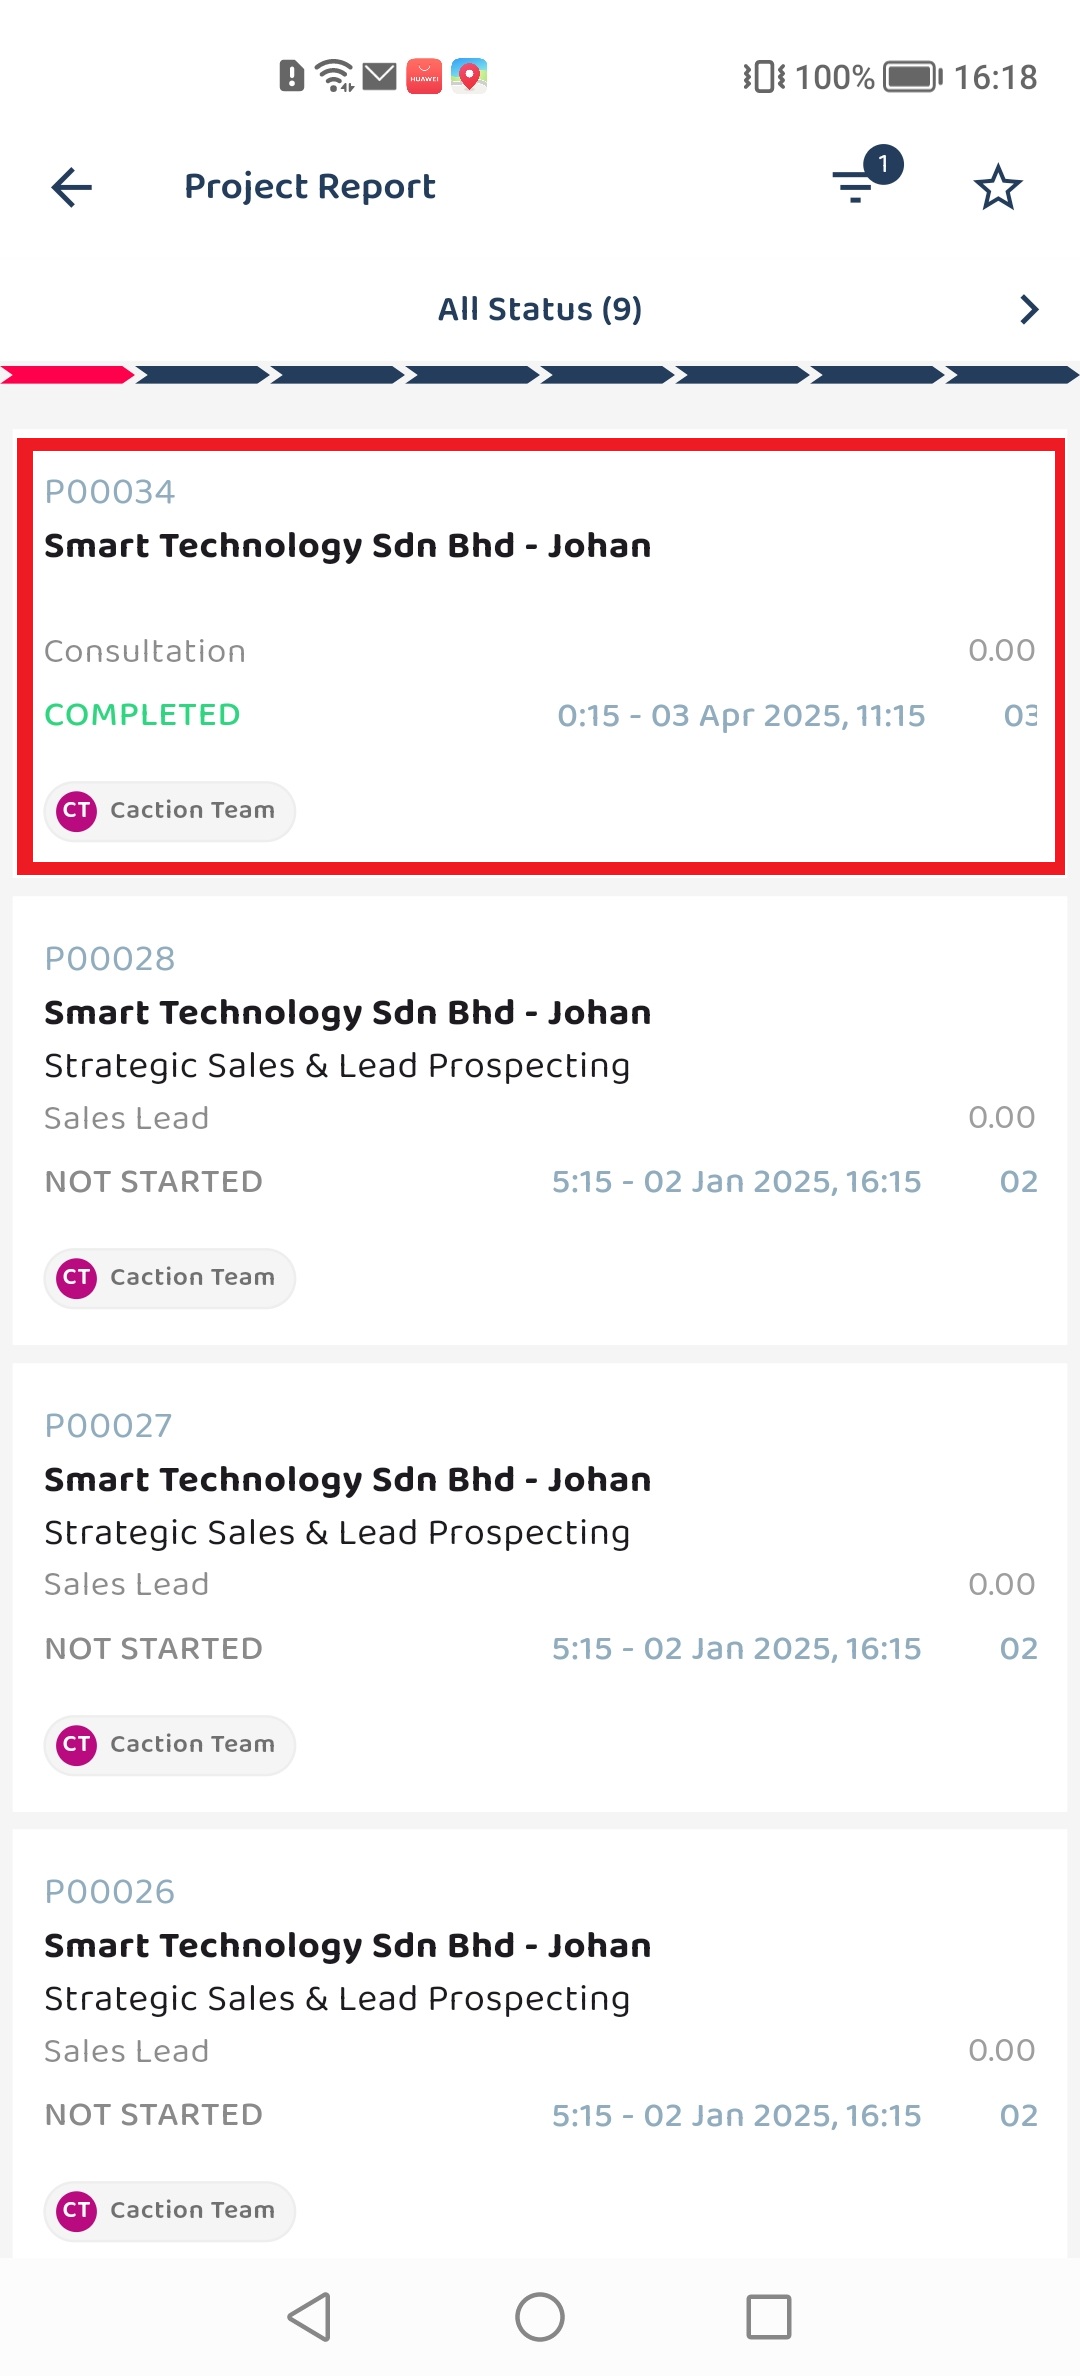 HUAWEI
100%
16:18
Project Report
1
All Status (9)
P00034
Smart Technology Sdn Bhd - Johan
Consultation 0.00
COMPLETED 0:15 - 03 Apr 2025, 11:15 03
CT Caction Team
P00028
Smart Technology Sdn Bhd - Johan
Strategic Sales & Lead Prospecting
Sales Lead 0.00
NOT STARTED 5:15 - 02 Jan 2025, 16:15 02
CT Caction Team
P00027
Smart Technology Sdn Bhd - Johan
Strategic Sales & Lead Prospecting
Sales Lead 0.00
NOT STARTED 5:15 - 02 Jan 2025, 16:15 02
CT Caction Team
P00026
Smart Technology Sdn Bhd - Johan
Strategic Sales & Lead Prospecting
Sales Lead 0.00
NOT STARTED 5:15 - 02 Jan 2025, 16:15 02
CT Caction Team